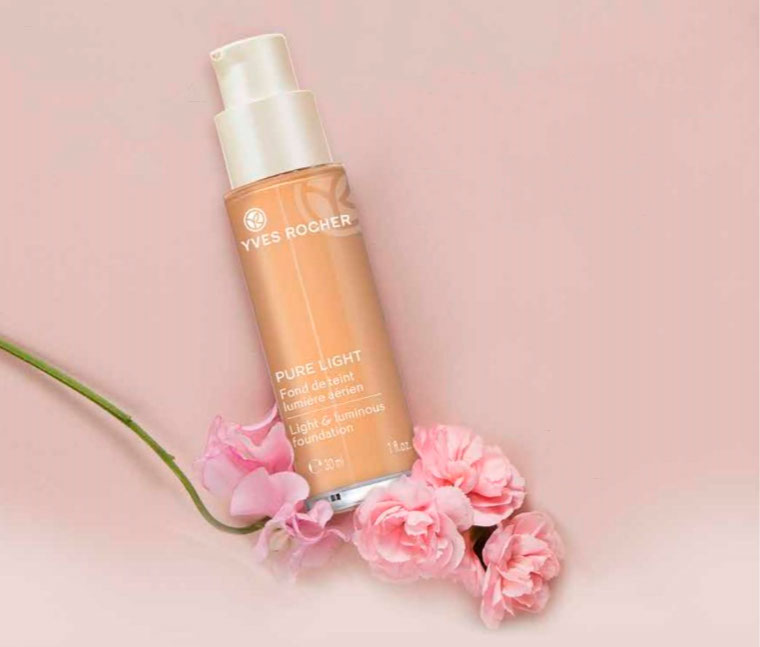 YVES ROCHER
PURE LIGHT
Fond de teint
lumière aérien
Light & luminous
foundation
℮ 30 ml
1 fl.oz.